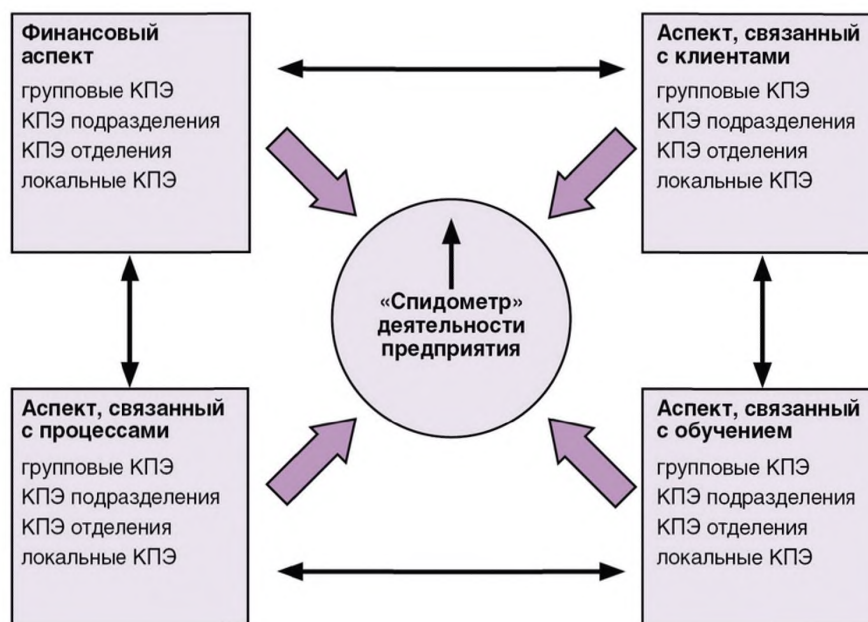 Финансовый
аспект
групповые КПЭ
КПЭ подразделения
КПЭ отделения
локальные КПЭ
Аспект, связанный
с клиентами
групповые КПЭ
КПЭ подразделения
КПЭ отделения
локальные КПЭ
«Спидометр»
деятельности
предприятия
Аспект, связанный
с процессами
групповые КПЭ
КПЭ подразделения
КПЭ отделения
локальные КПЭ
Аспект, связанный
с обучением
групповые КПЭ
КПЭ подразделения
КПЭ отделения
локальные КПЭ